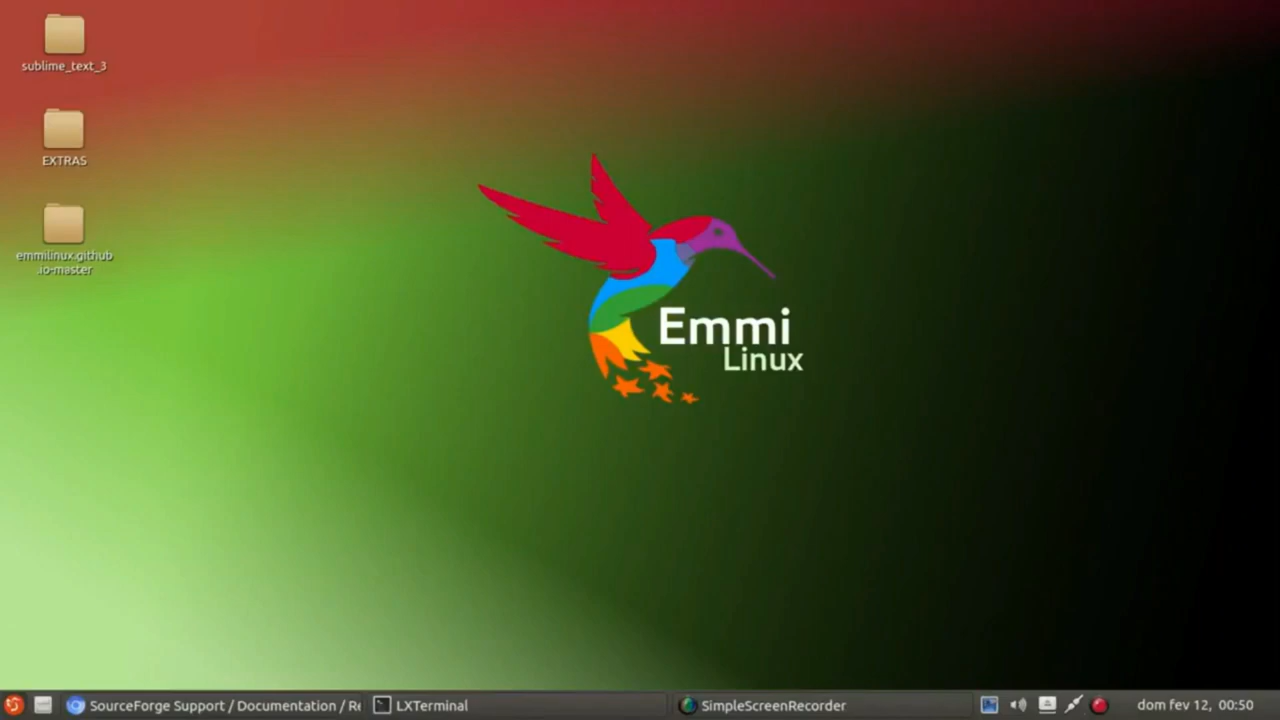 sublime_text_3
EXTRAS
emmilinux.github
.io-master
Emmi
Linux
SourceForge Support / Documentation / Re
LXTerminal
SimpleScreenRecorder
dom fev 12, 00:50